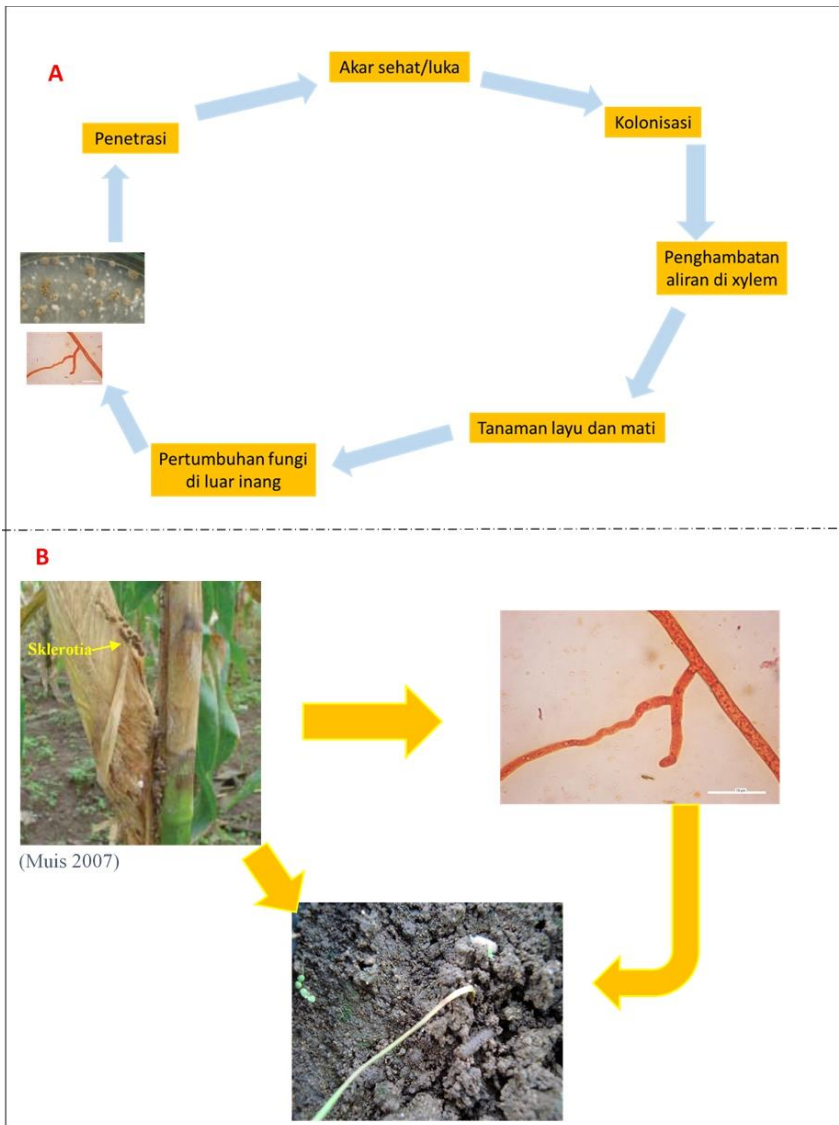 A
Akar sehat/luka
Kolonisasi
Penetrasi
Penghambatan
aliran di xylem
Tanaman layu dan mati
Pertumbuhan fungi
di luar inang
B
Sklerotia
(Muis 2007)